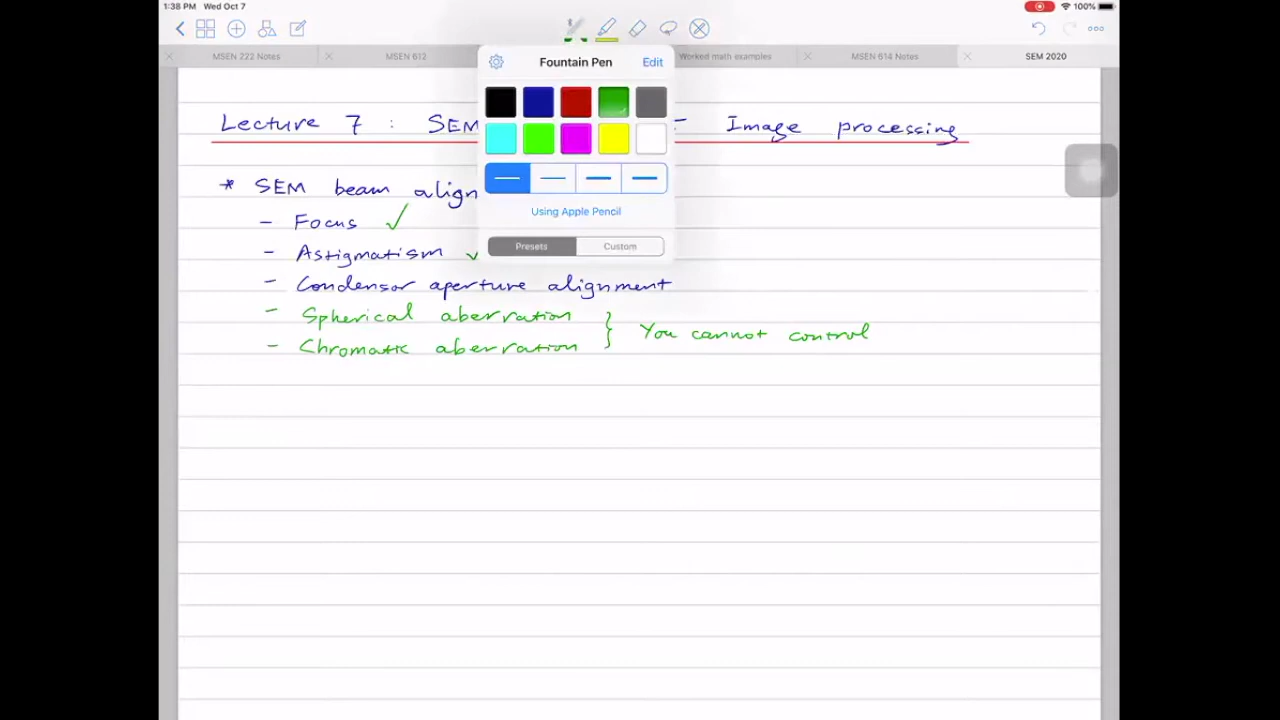 1:38 PM Wed Oct 7
100%
MSEN 222 Notes
MSEN 612
Worked math examples
MSEN 614 Notes
SEM 2020
Fountain Pen
Edit
Using Apple Pencil
Presets
Custom
Lecture 7 : SEM - Image processing
* SEM beam align
- Focus ✓
- Astigmatism ✓
- Condensor aperture alignment
- Spherical aberration
- Chromatic aberration
} You cannot control